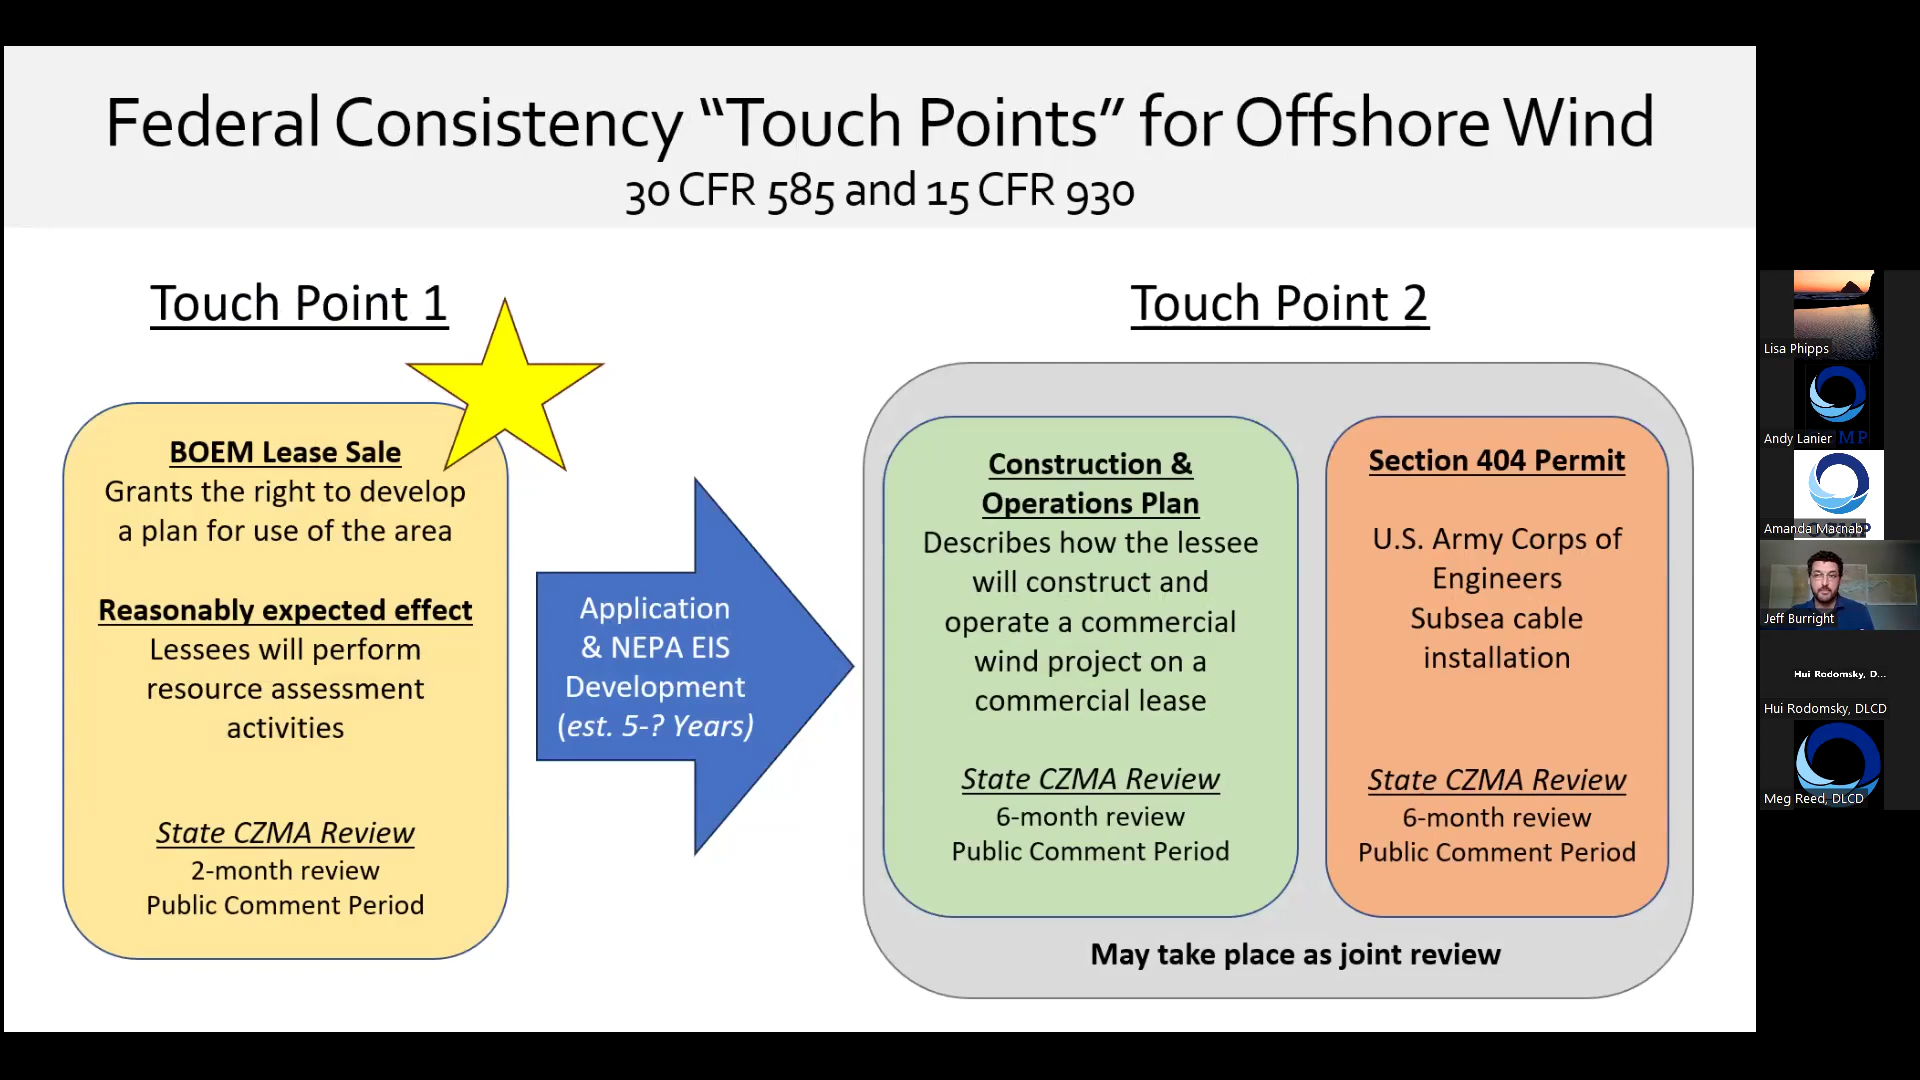 Federal Consistency “Touch Points” for Offshore Wind
30 CFR 585 and 15 CFR 930
Touch Point 1
BOEM Lease Sale
Grants the right to develop
a plan for use of the area
Reasonably expected effect
Lessees will perform
resource assessment
activities
State CZMA Review
2-month review
Public Comment Period
Application
& NEPA EIS
Development
(est. 5-? Years)
Touch Point 2
Construction &
Operations Plan
Describes how the lessee
will construct and
operate a commercial
wind project on a
commercial lease
State CZMA Review
6-month review
Public Comment Period
Section 404 Permit
U.S. Army Corps of
Engineers
Subsea cable
installation
State CZMA Review
6-month review
Public Comment Period
May take place as joint review
Lisa Phipps
Andy Lanier
MP
Amanda Macnab
Jeff Burright
Hui Rodomsky, D...
Hui Rodomsky, DLCD
Meg Reed, DLCD